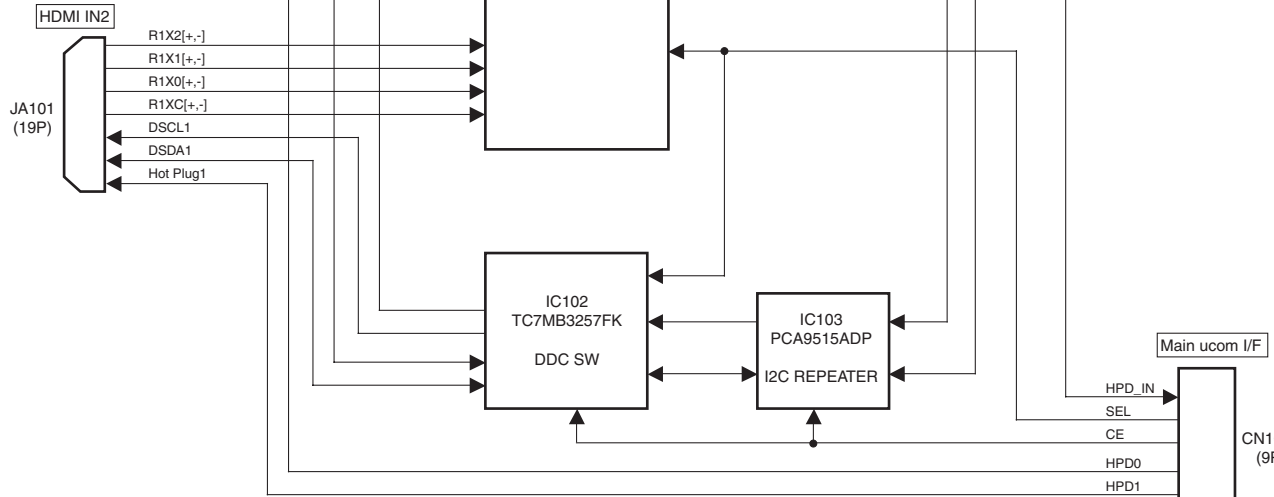 HDMI IN2
JA101
(19P)
R1X2[+,-]
R1X1[+,-]
R1X0[+,-]
R1XC[+,-]
DSCL1
DSDA1
Hot Plug1
IC102
TC7MB3257FK
DDC SW
IC103
PCA9515ADP
I2C REPEATER
Main ucom I/F
HPD_IN
SEL
CE
HPD0
HPD1